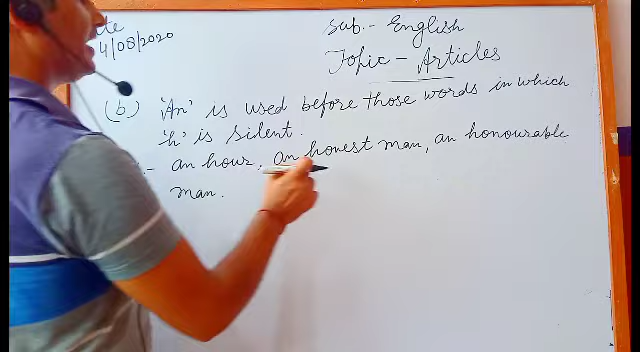 te
4/08/2020
Sub.- English
Topic - Articles
(b) 'An' is used before those words in which
'h' is silent.
.- an hour, an honest man, an honourable
man.